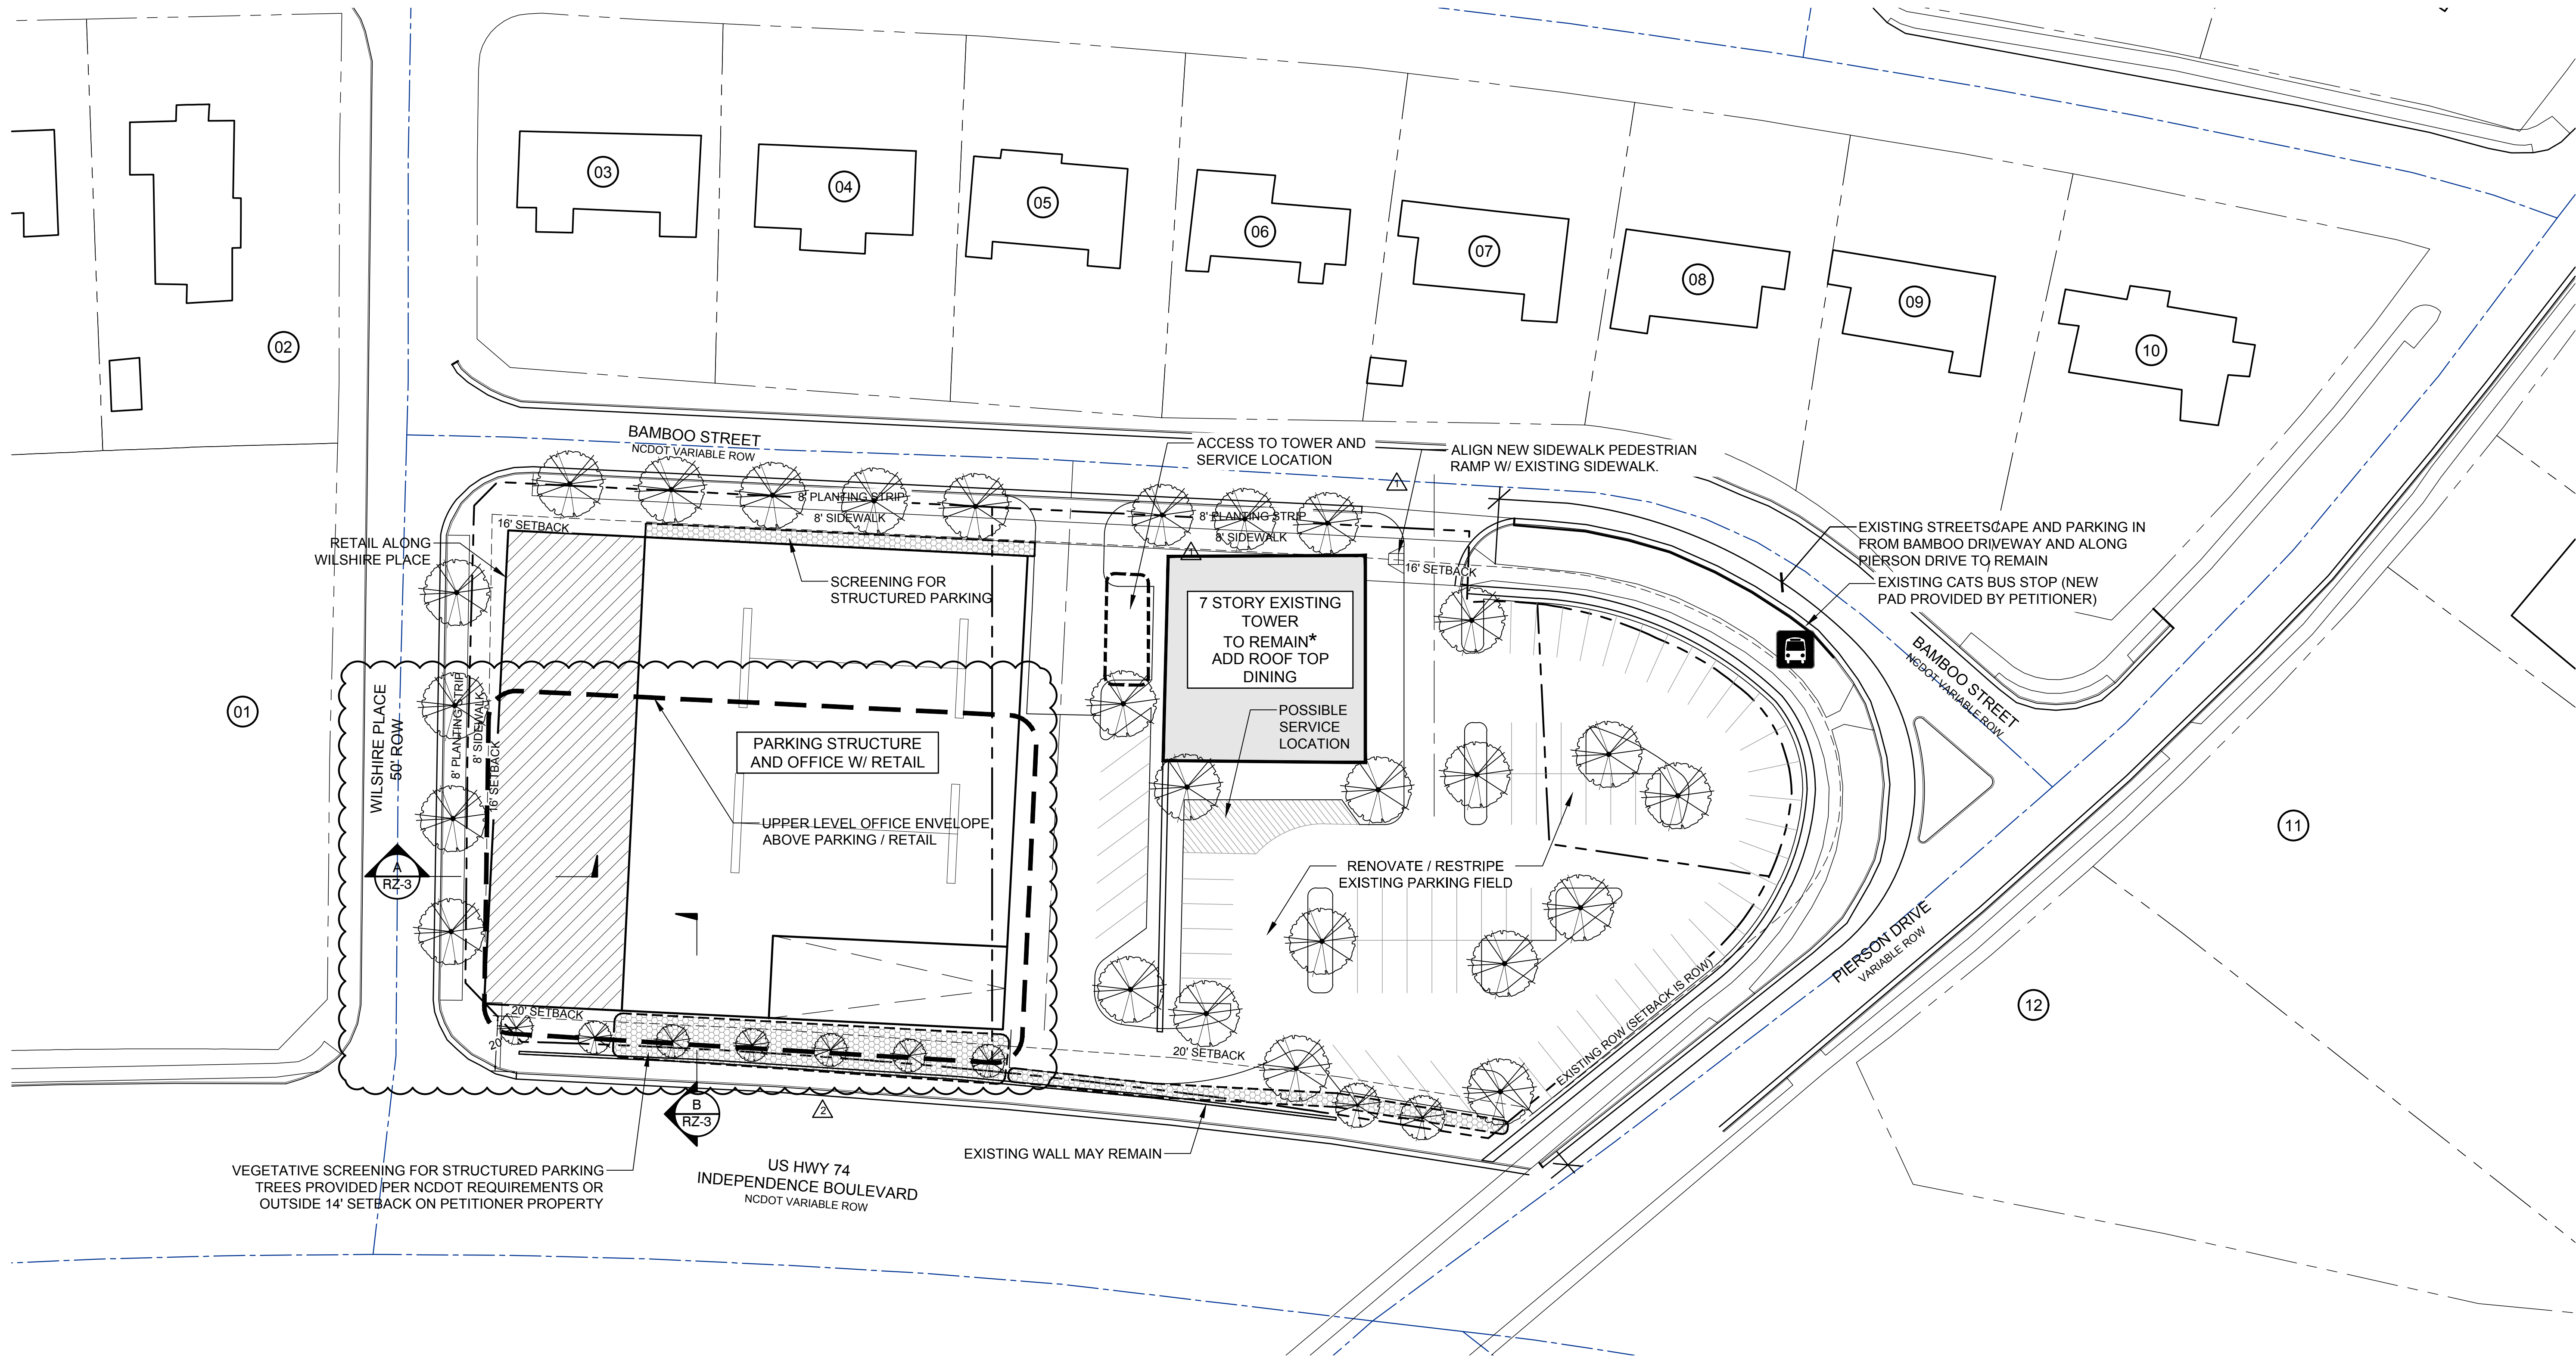 03
04
05
06
07
08
09
10
02
BAMBOO STREET
NCDOT VARIABLE ROW
ACCESS TO TOWER AND
SERVICE LOCATION
ALIGN NEW SIDEWALK PEDESTRIAN
RAMP W/ EXISTING SIDEWALK.
1
8' PLANTING STRIP
8' SIDEWALK
16' SETBACK
8' PLANTING STRIP
8' SIDEWALK
16' SETBACK
RETAIL ALONG
WILSHIRE PLACE
SCREENING FOR
STRUCTURED PARKING
EXISTING STREETSCAPE AND PARKING IN
FROM BAMBOO DRIVEWAY AND ALONG
PIERSON DRIVE TO REMAIN
EXISTING CATS BUS STOP (NEW
PAD PROVIDED BY PETITIONER)
7 STORY EXISTING
TOWER
TO REMAIN*
ADD ROOF TOP
DINING
POSSIBLE
SERVICE
LOCATION
BAMBOO STREET
NCDOT VARIABLE ROW
01
WILSHIRE PLACE
50' ROW
8' PLANTING STRIP
8' SIDEWALK
16' SETBACK
PARKING STRUCTURE
AND OFFICE W/ RETAIL
UPPER LEVEL OFFICE ENVELOPE
ABOVE PARKING / RETAIL
A
RZ-3
RENOVATE / RESTRIPE
EXISTING PARKING FIELD
11
12
PIERSON DRIVE
VARIABLE ROW
EXISTING ROW (SETBACK IS ROW)
20' SETBACK
20'
20' SETBACK
B
RZ-3
2
EXISTING WALL MAY REMAIN
VEGETATIVE SCREENING FOR STRUCTURED PARKING
TREES PROVIDED PER NCDOT REQUIREMENTS OR
OUTSIDE 14' SETBACK ON PETITIONER PROPERTY
US HWY 74
INDEPENDENCE BOULEVARD
NCDOT VARIABLE ROW